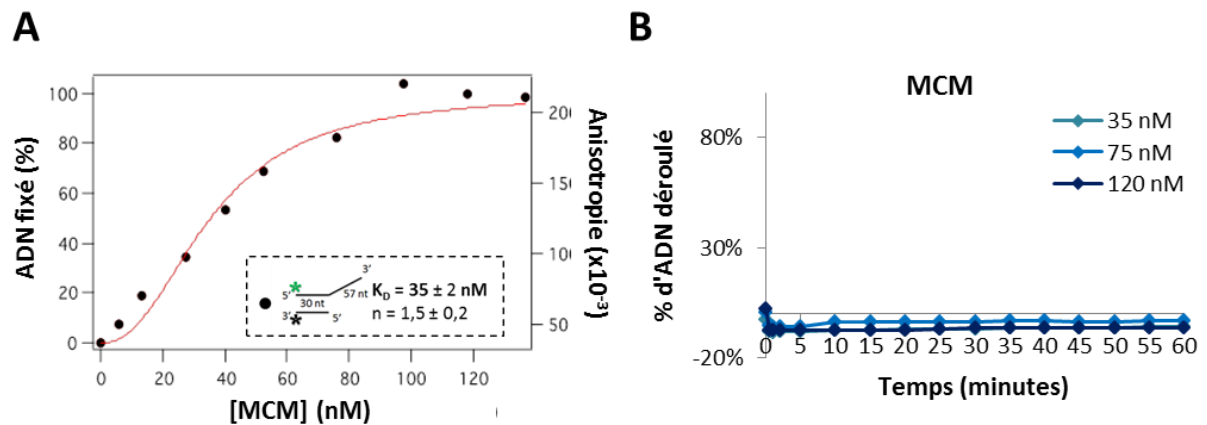 A
ADN fixé (%)
100
80
60
40
20
0
0 20 40 60 80 100 120
[MCM] (nM)
Anisotropie (x10⁻³)
200
150
100
50
3'
5' 57 nt
30 nt
3' 5'
K_D = 35 ± 2 nM
n = 1,5 ± 0,2
B
MCM
35 nM
75 nM
120 nM
% d'ADN déroulé
80%
30%
-20%
0 5 10 15 20 25 30 35 40 45 50 55 60
Temps (minutes)